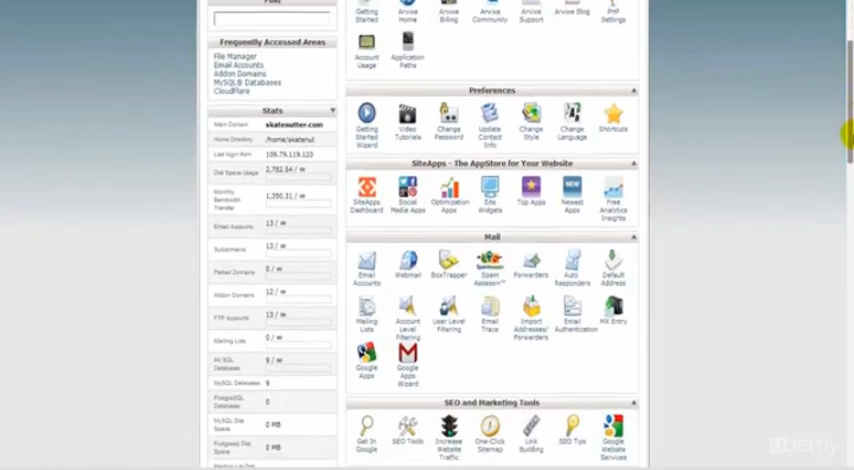 Find
Frequently Accessed Areas
File Manager
Email Accounts
Addon Domains
MySQL® Databases
CloudFlare
Stats
Main Domain skatenutter.com
Home Directory /home/skatenut
Last login from 109.79.119.120
Disk Space Usage 2,782.54 / ∞
Monthly Bandwidth Transfer 1,350.31 / ∞
Email Accounts 13 / ∞
Subdomains 13 / ∞
Parked Domains 0 / ∞
Addon Domains 12 / ∞
FTP Accounts 13 / ∞
Mailing Lists 0 / ∞
All SQL Databases 9 / ∞
MySQL Databases 9
PostgreSQL Databases 0
MySQL Disk Space 0 MB
Postgresql Disk Space 0 MB
Getting Started
Arvixe Home
Arvixe Billing
Arvixe Community
Arvixe Support
Arvixe Blog
PHP Settings
Account Usage
Application Paths
Preferences
Getting Started Wizard
Video Tutorials
Change Password
Update Contact Info
Change Style
Change Language
Shortcuts
SiteApps - The AppStore for Your Website
SiteApps Dashboard
Social Media Apps
Optimization Apps
Site Widgets
Top Apps
NEW
Newest Apps
Free Analytics Insights
Mail
Email Accounts
Webmail
BoxTrapper
Spam Assassin™
Forwarders
Auto Responders
Default Address
Mailing Lists
Account Level Filtering
User Level Filtering
Email Trace
Import Addresses/ Forwarders
Email Authentication
MX Entry
Google Apps
Google Apps Wizard
SEO and Marketing Tools
Get In Google
SEO Tools
Increase Website Traffic
One-Click Sitemap
Link Building
SEO Tips
Google Website Services
udemy